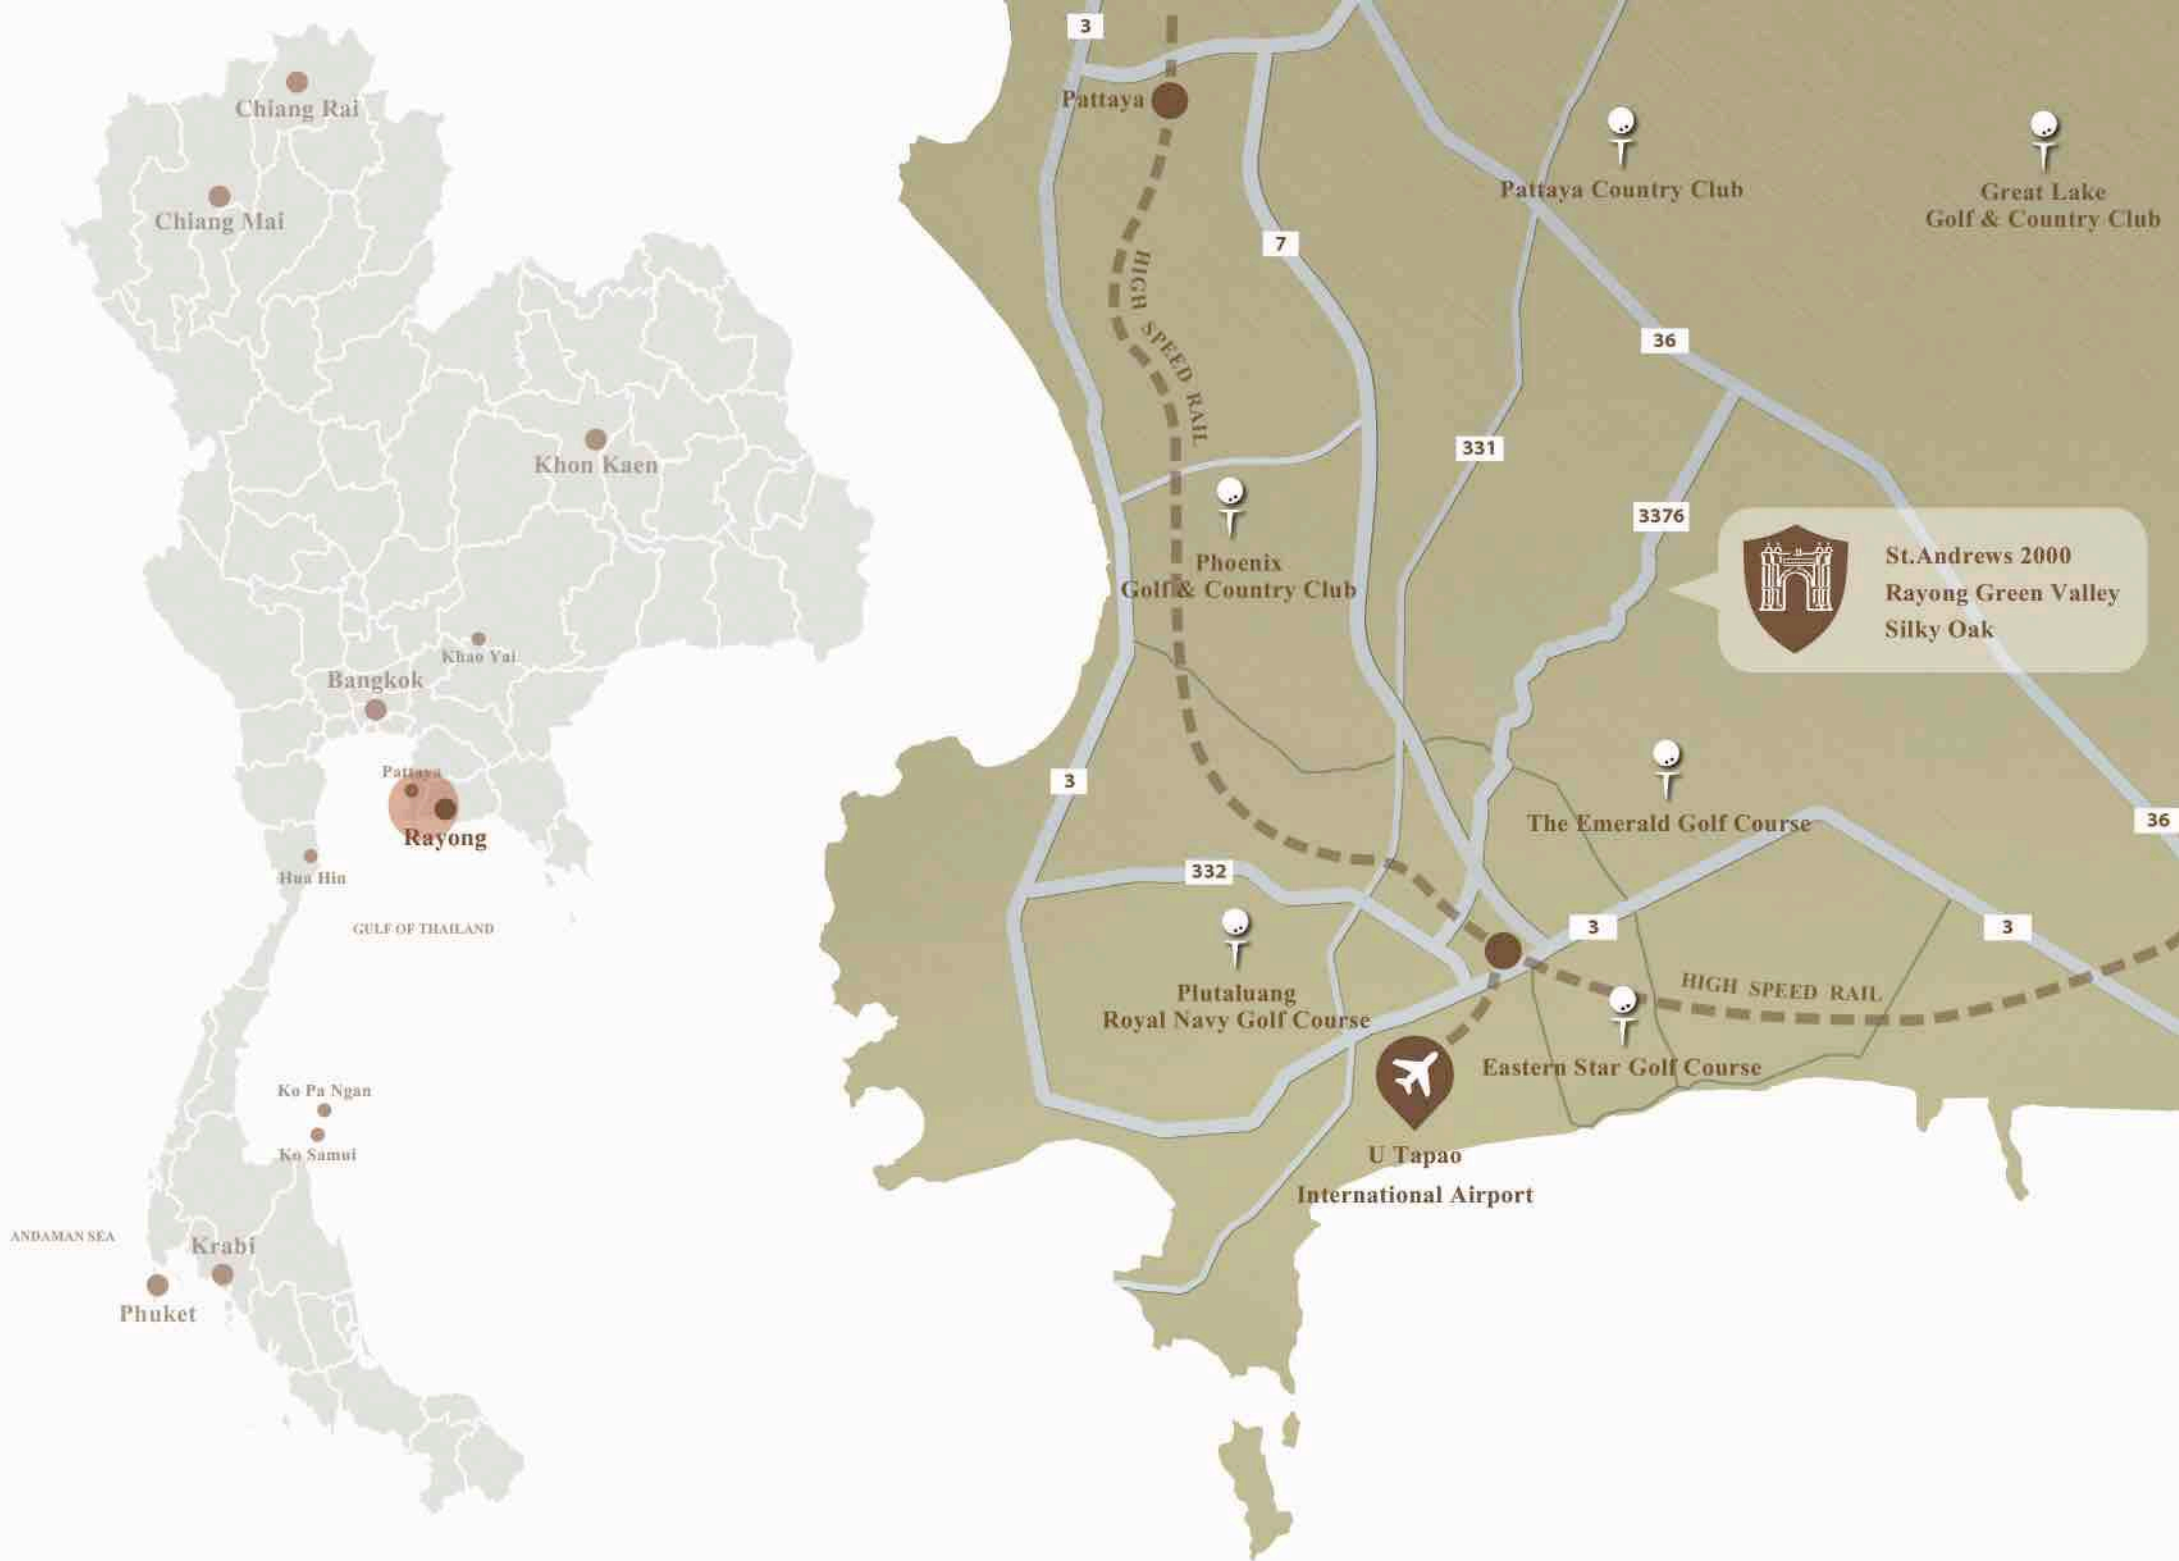 Chiang Rai
Chiang Mai
Khon Kaen
Khao Yai
Bangkok
Pattaya
Rayong
Hua Hin
GULF OF THAILAND
Ko Pa Ngan
Ko Samui
ANDAMAN SEA
Krabi
Phuket
3
Pattaya
Pattaya Country Club
Great Lake
Golf & Country Club
7
HIGH SPEED RAIL
36
331
3376
Phoenix
Golf & Country Club
St.Andrews 2000
Rayong Green Valley
Silky Oak
3
The Emerald Golf Course
36
332
3
3
Plutaluang
Royal Navy Golf Course
HIGH SPEED RAIL
Eastern Star Golf Course
U Tapao
International Airport